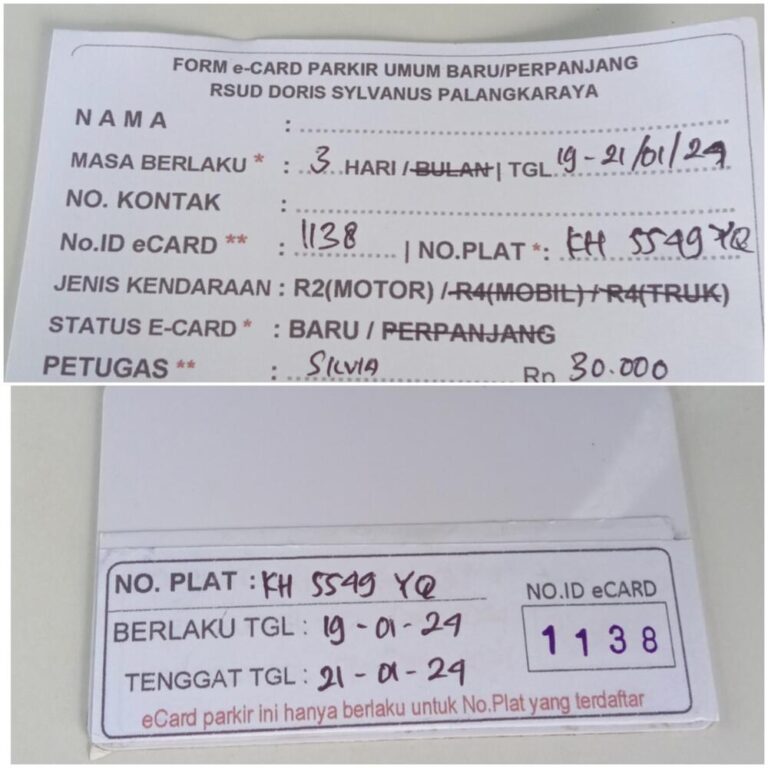 FORM e-CARD PARKIR UMUM BARU/PERPANJANG
RSUD DORIS SYLVANUS PALANGKARAYA
NAMA :
MASA BERLAKU * : 3 HARI / BULAN | TGL 19 - 21/01/24
NO. KONTAK :
No.ID eCARD ** : 1138 | NO.PLAT *: KH 5549 YQ
JENIS KENDARAAN : R2(MOTOR) / R4(MOBIL) / R4(TRUK)
STATUS E-CARD * : BARU / PERPANJANG
PETUGAS ** : SILVIA Rp 30.000
NO. PLAT : KH 5549 YQ
NO.ID eCARD
BERLAKU TGL : 19 - 01 - 24
1138
TENGGAT TGL : 21 - 01 - 24
eCard parkir ini hanya berlaku untuk No.Plat yang terdaftar